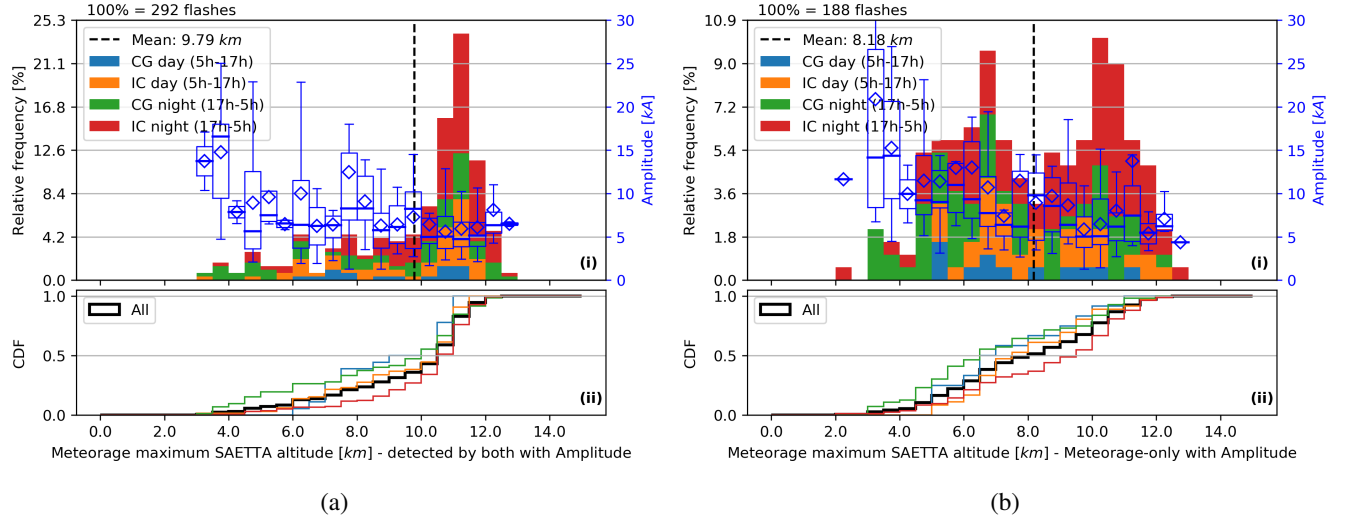 100% = 292 flashes
25.3
21.1
16.8
12.6
8.4
4.2
0.0
Relative frequency [%]
Mean: 9.79 km
CG day (5h-17h)
IC day (5h-17h)
CG night (17h-5h)
IC night (17h-5h)
30
25
20
15
10
5
0
Amplitude [kA]
(i)
1.0
0.5
0.0
CDF
All
(ii)
0.0 2.0 4.0 6.0 8.0 10.0 12.0 14.0
Meteorage maximum SAETTA altitude [km] - detected by both with Amplitude
(a)
100% = 188 flashes
10.9
9.0
7.2
5.4
3.6
1.8
0.0
Relative frequency [%]
Mean: 8.18 km
CG day (5h-17h)
IC day (5h-17h)
CG night (17h-5h)
IC night (17h-5h)
30
25
20
15
10
5
0
Amplitude [kA]
(i)
1.0
0.5
0.0
CDF
All
(ii)
0.0 2.0 4.0 6.0 8.0 10.0 12.0 14.0
Meteorage maximum SAETTA altitude [km] - Meteorage-only with Amplitude
(b)